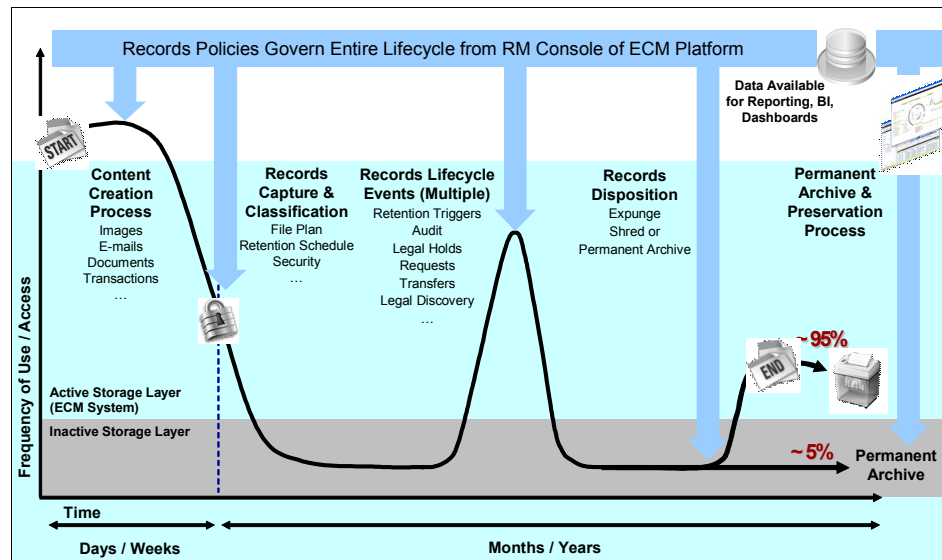 Records Policies Govern Entire Lifecycle from RM Console of ECM Platform
Data Available
for Reporting, BI,
Dashboards
START
Content
Creation
Process
Images
E-mails
Documents
Transactions
…
Records
Capture &
Classification
File Plan
Retention Schedule
Security
…
Records Lifecycle
Events (Multiple)
Retention Triggers
Audit
Legal Holds
Requests
Transfers
Legal Discovery
…
Records
Disposition
Expunge
Shred or
Permanent Archive
Permanent
Archive &
Preservation
Process
~ 95%
END
Frequency of Use / Access
Active Storage Layer
(ECM System)
Inactive Storage Layer
~ 5%
Permanent
Archive
Time
Days / Weeks
Months / Years